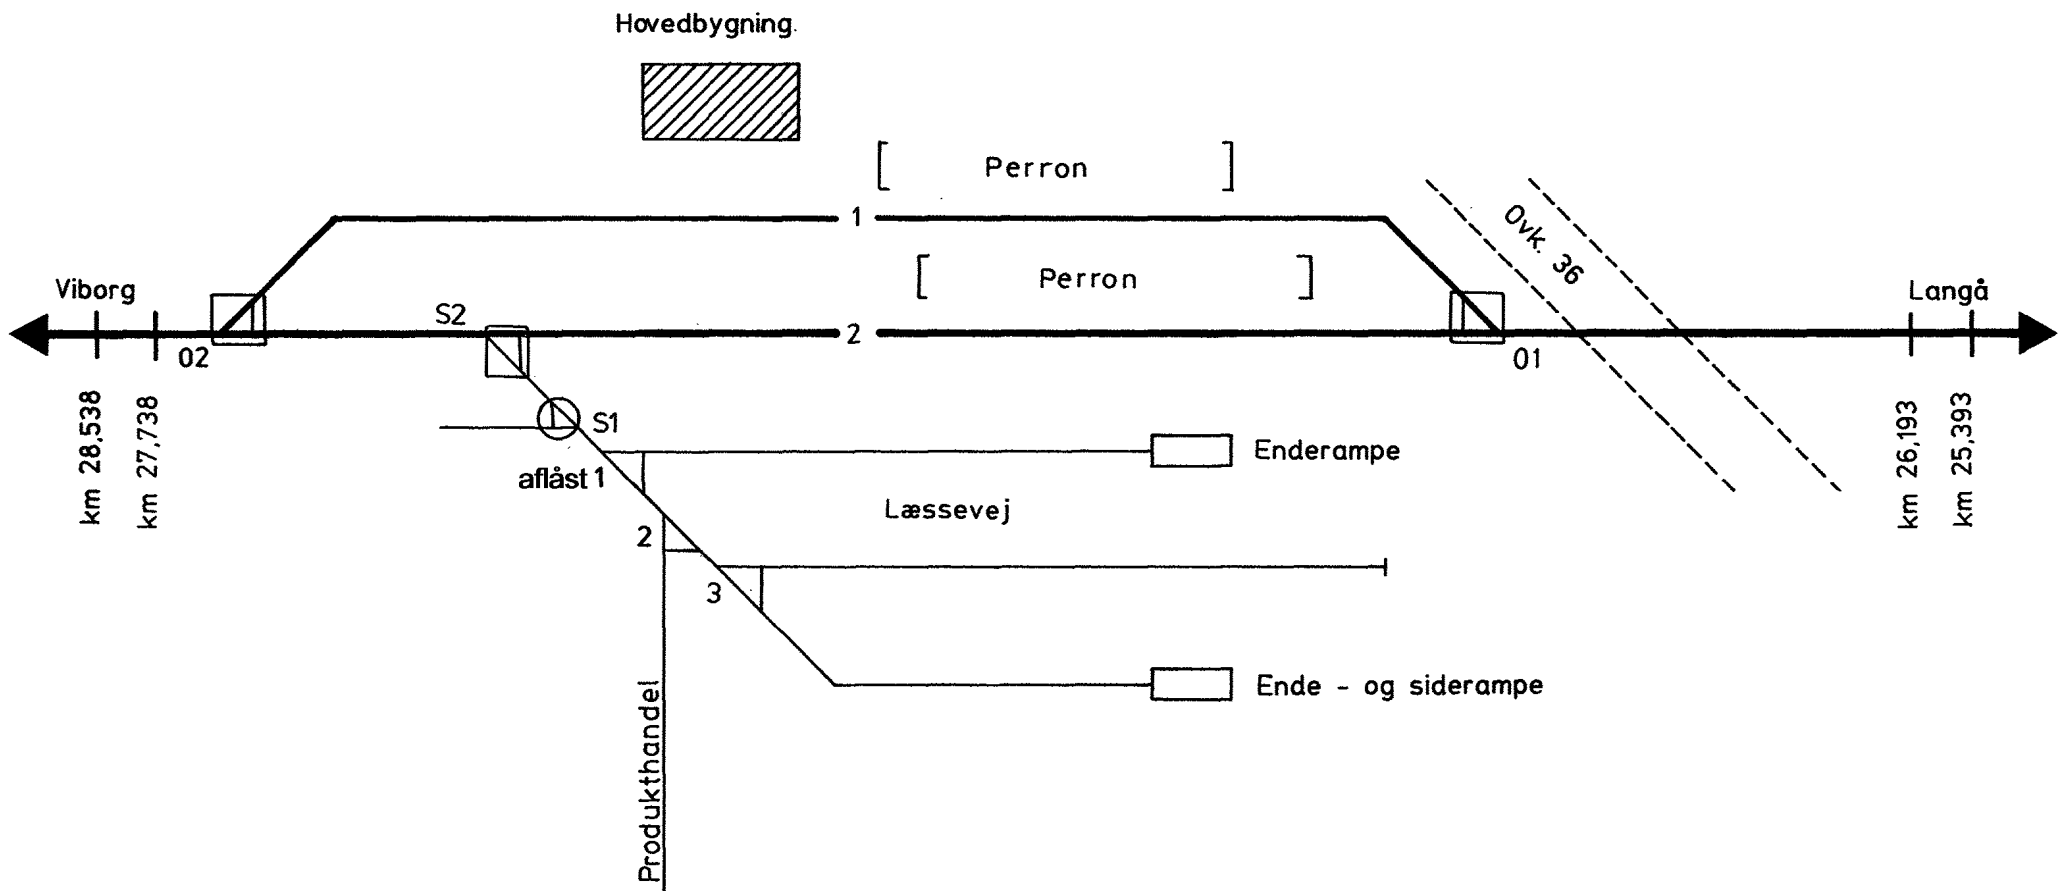 Hovedbygning.
[ Perron ]
1
Ovk. 36
[ Perron ]
Viborg
Langå
S2
2
02
01
km 28,538
km 27,738
km 26,193
km 25,393
S1
Enderampe
aflåst 1
Læssevej
2
3
Ende - og siderampe
Produkthandel